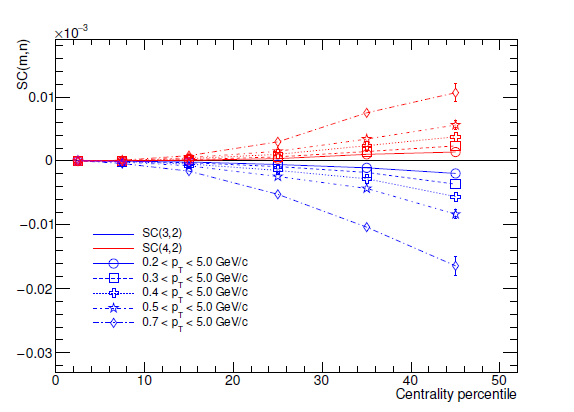 ×10⁻³
SC(m,n)
0.01
0
−0.01
−0.02
−0.03
SC(3,2)
SC(4,2)
0.2 < p_T < 5.0 GeV/c
0.3 < p_T < 5.0 GeV/c
0.4 < p_T < 5.0 GeV/c
0.5 < p_T < 5.0 GeV/c
0.7 < p_T < 5.0 GeV/c
0 10 20 30 40 50
Centrality percentile